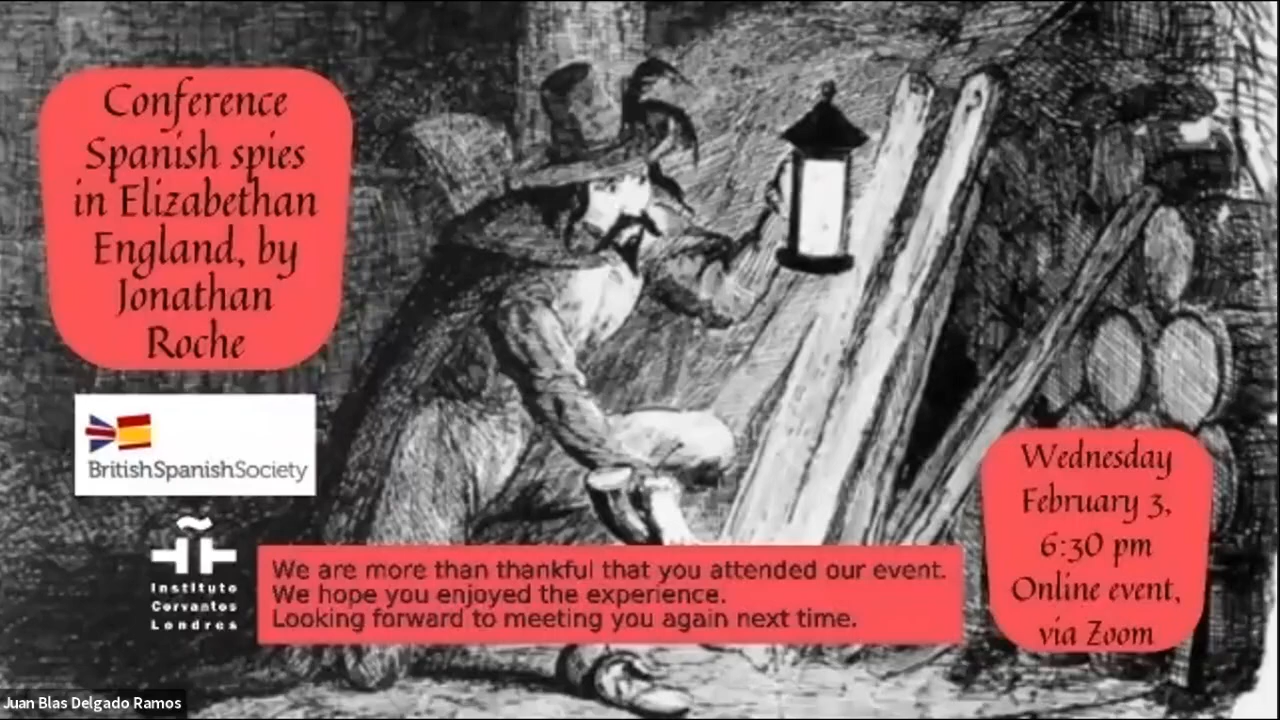 Conference
Spanish spies
in Elizabethan
England, by
Jonathan
Roche
BritishSpanishSociety
Instituto
Cervantes
Londres
We are more than thankful that you attended our event.
We hope you enjoyed the experience.
Looking forward to meeting you again next time.
Wednesday
February 3,
6:30 pm
Online event,
via Zoom
Juan Blas Delgado Ramos